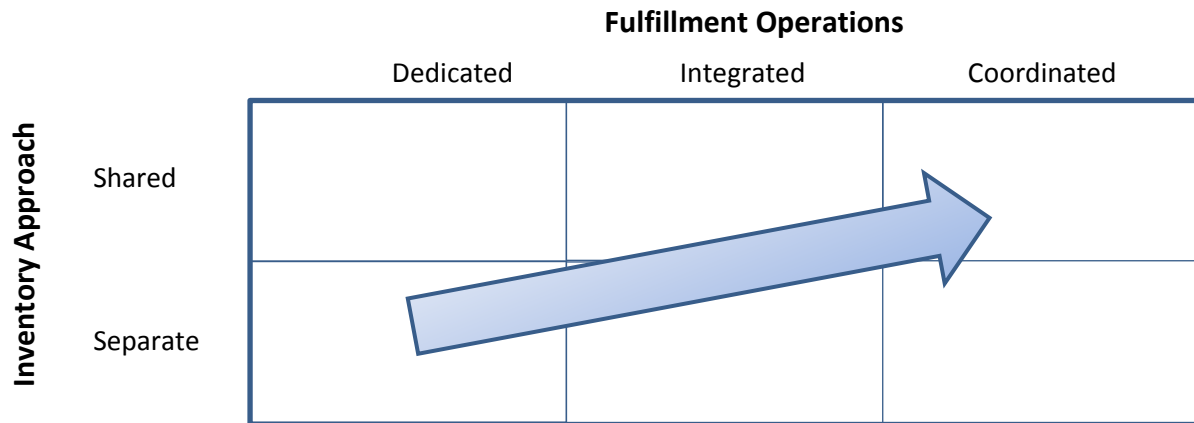 Fulfillment Operations
Dedicated Integrated Coordinated
Inventory Approach
Shared
Separate